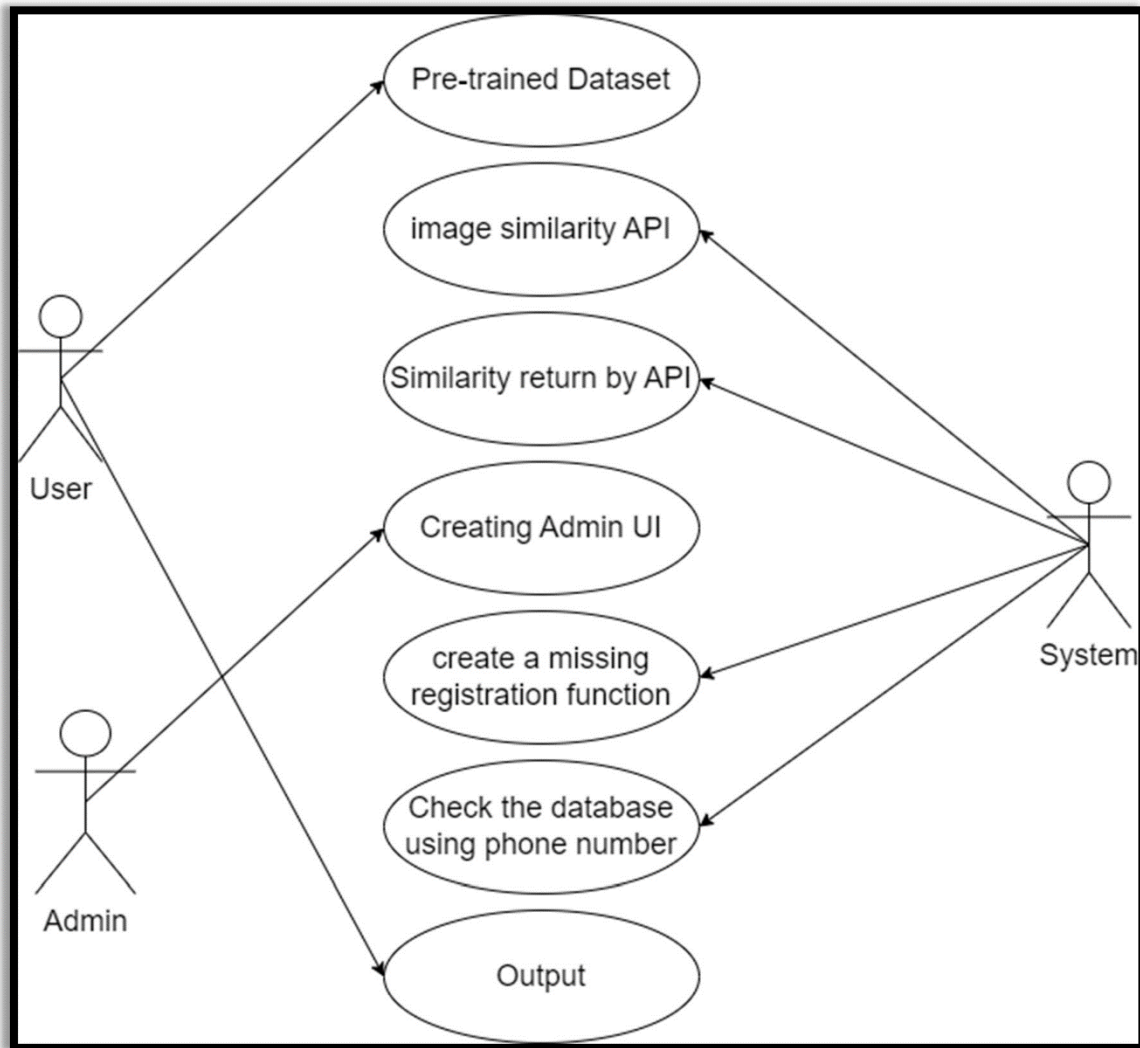 Pre-trained Dataset
image similarity API
Similarity return by API
User
Creating Admin UI
create a missing
registration function
System
Check the database
using phone number
Admin
Output